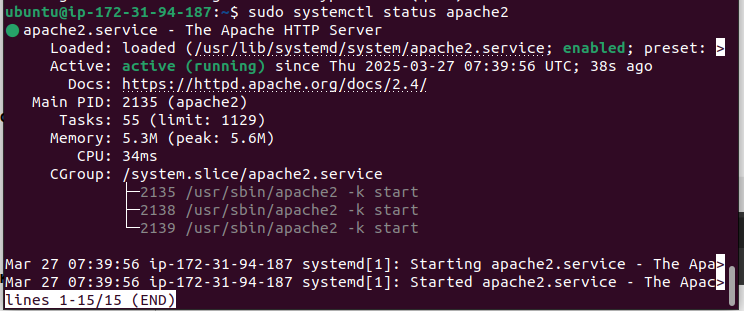 ubuntu@ip-172-31-94-187:~$ sudo systemctl status apache2
● apache2.service - The Apache HTTP Server
     Loaded: loaded (/usr/lib/systemd/system/apache2.service; enabled; preset: >
     Active: active (running) since Thu 2025-03-27 07:39:56 UTC; 38s ago
       Docs: https://httpd.apache.org/docs/2.4/
   Main PID: 2135 (apache2)
      Tasks: 55 (limit: 1129)
     Memory: 5.3M (peak: 5.6M)
        CPU: 34ms
     CGroup: /system.slice/apache2.service
             ├─2135 /usr/sbin/apache2 -k start
             ├─2138 /usr/sbin/apache2 -k start
             └─2139 /usr/sbin/apache2 -k start

Mar 27 07:39:56 ip-172-31-94-187 systemd[1]: Starting apache2.service - The Apa>
Mar 27 07:39:56 ip-172-31-94-187 systemd[1]: Started apache2.service - The Apac>
lines 1-15/15 (END)